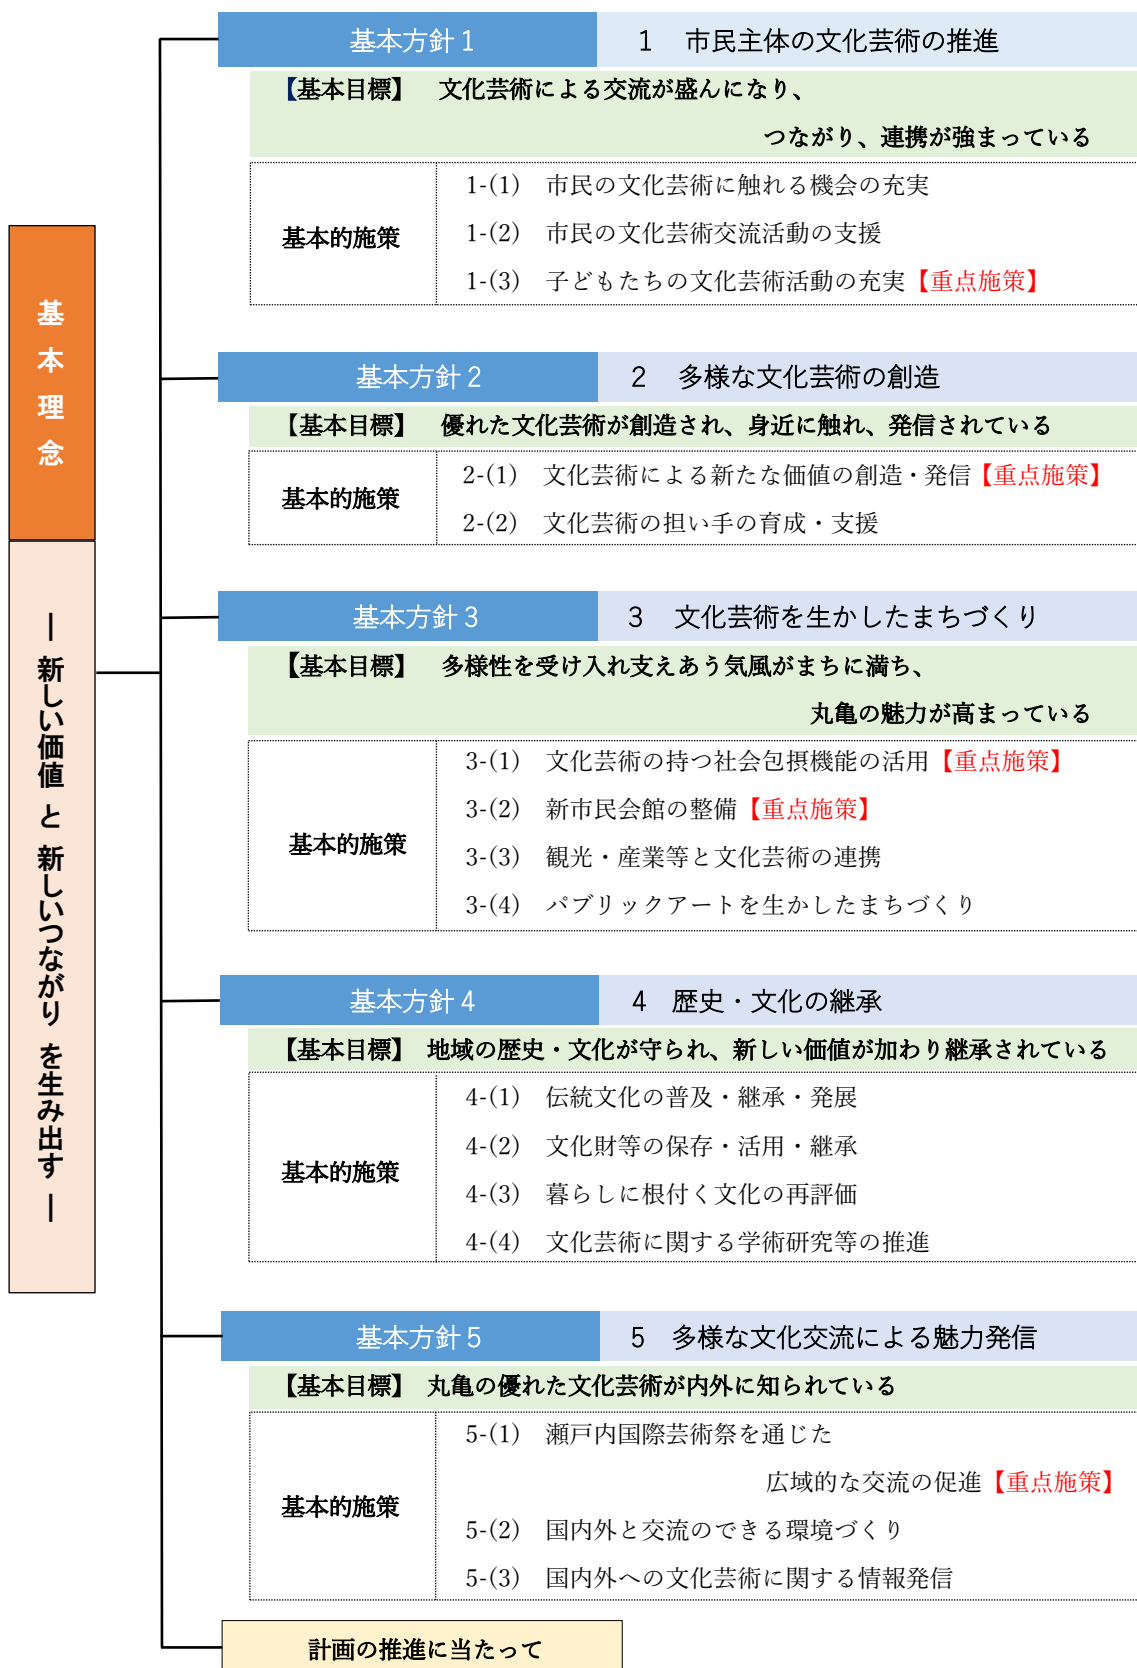 基本理念
― 新しい価値 と 新しいつながり を生み出す ―
基本方針1
1 市民主体の文化芸術の推進
【基本目標】 文化芸術による交流が盛んになり、
つながり、連携が強まっている
基本的施策
1-(1) 市民の文化芸術に触れる機会の充実
1-(2) 市民の文化芸術交流活動の支援
1-(3) 子どもたちの文化芸術活動の充実【重点施策】
基本方針2
2 多様な文化芸術の創造
【基本目標】 優れた文化芸術が創造され、身近に触れ、発信されている
基本的施策
2-(1) 文化芸術による新たな価値の創造・発信【重点施策】
2-(2) 文化芸術の担い手の育成・支援
基本方針3
3 文化芸術を生かしたまちづくり
【基本目標】 多様性を受け入れ支えあう気風がまちに満ち、
丸亀の魅力が高まっている
基本的施策
3-(1) 文化芸術の持つ社会包摂機能の活用【重点施策】
3-(2) 新市民会館の整備【重点施策】
3-(3) 観光・産業等と文化芸術の連携
3-(4) パブリックアートを生かしたまちづくり
基本方針4
4 歴史・文化の継承
【基本目標】 地域の歴史・文化が守られ、新しい価値が加わり継承されている
基本的施策
4-(1) 伝統文化の普及・継承・発展
4-(2) 文化財等の保存・活用・継承
4-(3) 暮らしに根付く文化の再評価
4-(4) 文化芸術に関する学術研究等の推進
基本方針5
5 多様な文化交流による魅力発信
【基本目標】 丸亀の優れた文化芸術が内外に知られている
基本的施策
5-(1) 瀬戸内国際芸術祭を通じた
広域的な交流の促進【重点施策】
5-(2) 国内外と交流のできる環境づくり
5-(3) 国内外への文化芸術に関する情報発信
計画の推進に当たって